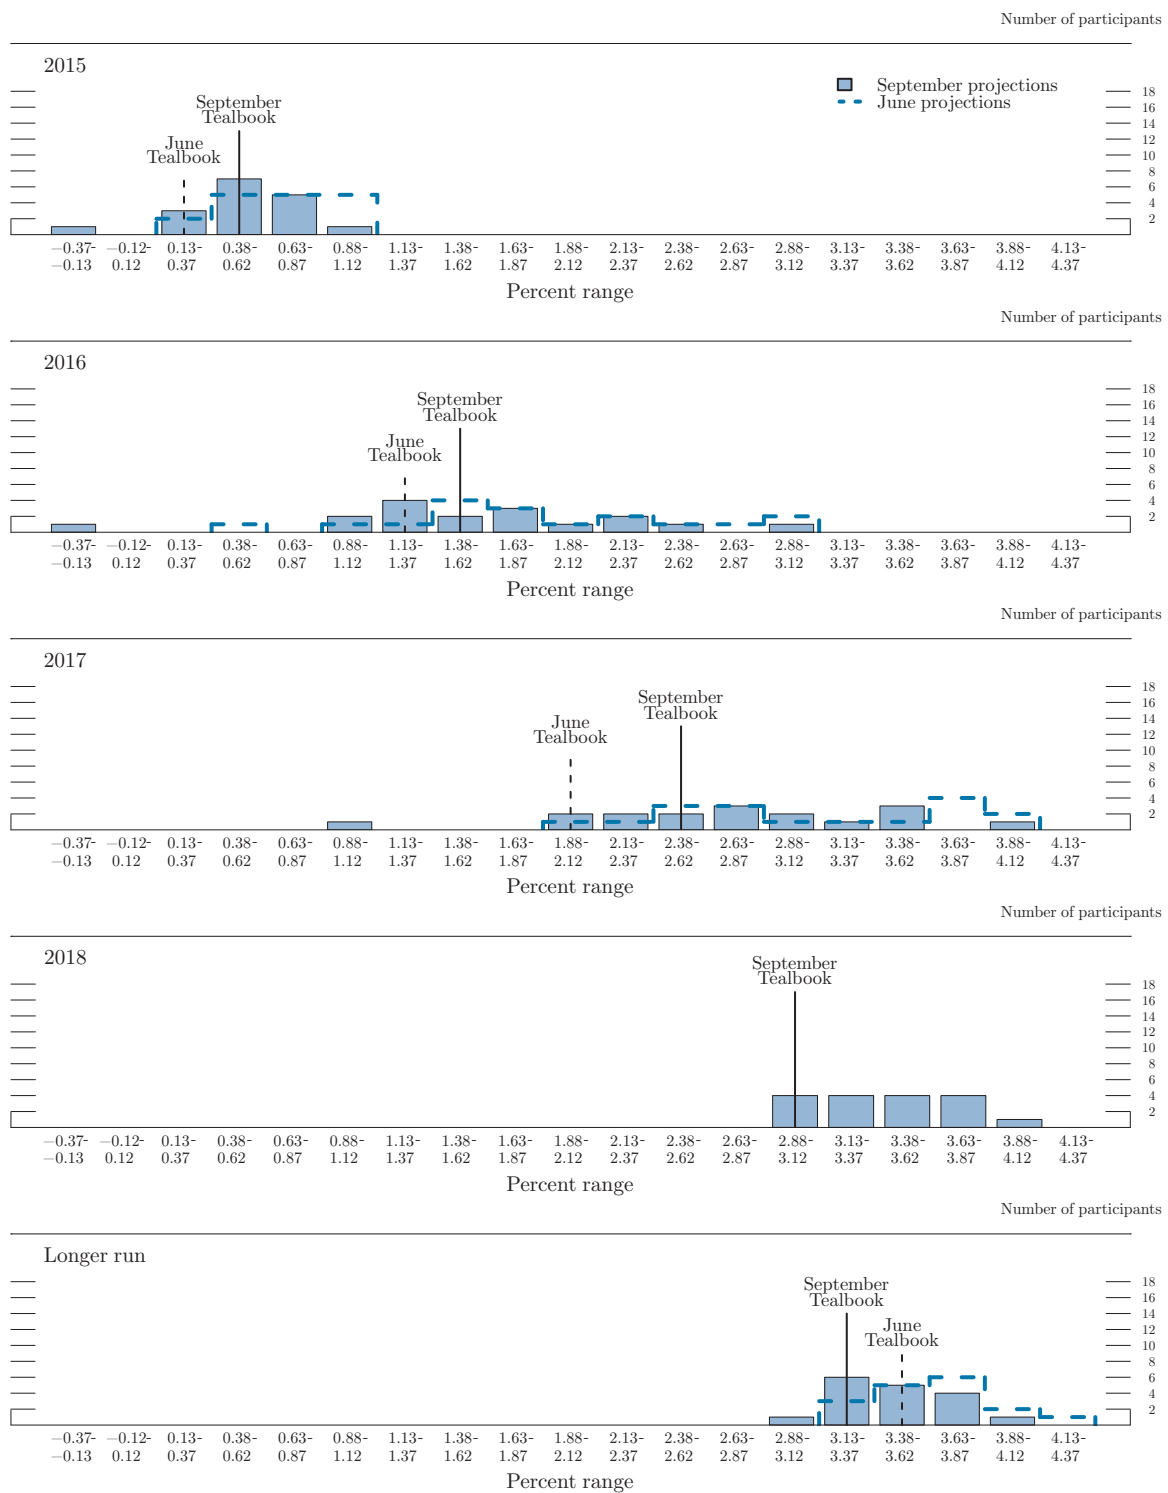 Number of participants
2015
September projections
June projections
September
Tealbook
June
Tealbook
18
16
14
12
10
8
6
4
2
−0.37- −0.12- 0.13- 0.38- 0.63- 0.88- 1.13- 1.38- 1.63- 1.88- 2.13- 2.38- 2.63- 2.88- 3.13- 3.38- 3.63- 3.88- 4.13-
−0.13 0.12 0.37 0.62 0.87 1.12 1.37 1.62 1.87 2.12 2.37 2.62 2.87 3.12 3.37 3.62 3.87 4.12 4.37
Percent range
Number of participants
2016
September
Tealbook
June
Tealbook
18
16
14
12
10
8
6
4
2
−0.37- −0.12- 0.13- 0.38- 0.63- 0.88- 1.13- 1.38- 1.63- 1.88- 2.13- 2.38- 2.63- 2.88- 3.13- 3.38- 3.63- 3.88- 4.13-
−0.13 0.12 0.37 0.62 0.87 1.12 1.37 1.62 1.87 2.12 2.37 2.62 2.87 3.12 3.37 3.62 3.87 4.12 4.37
Percent range
Number of participants
2017
September
Tealbook
June
Tealbook
18
16
14
12
10
8
6
4
2
−0.37- −0.12- 0.13- 0.38- 0.63- 0.88- 1.13- 1.38- 1.63- 1.88- 2.13- 2.38- 2.63- 2.88- 3.13- 3.38- 3.63- 3.88- 4.13-
−0.13 0.12 0.37 0.62 0.87 1.12 1.37 1.62 1.87 2.12 2.37 2.62 2.87 3.12 3.37 3.62 3.87 4.12 4.37
Percent range
Number of participants
2018
September
Tealbook
18
16
14
12
10
8
6
4
2
−0.37- −0.12- 0.13- 0.38- 0.63- 0.88- 1.13- 1.38- 1.63- 1.88- 2.13- 2.38- 2.63- 2.88- 3.13- 3.38- 3.63- 3.88- 4.13-
−0.13 0.12 0.37 0.62 0.87 1.12 1.37 1.62 1.87 2.12 2.37 2.62 2.87 3.12 3.37 3.62 3.87 4.12 4.37
Percent range
Number of participants
Longer run
September
Tealbook
June
Tealbook
18
16
14
12
10
8
6
4
2
−0.37- −0.12- 0.13- 0.38- 0.63- 0.88- 1.13- 1.38- 1.63- 1.88- 2.13- 2.38- 2.63- 2.88- 3.13- 3.38- 3.63- 3.88- 4.13-
−0.13 0.12 0.37 0.62 0.87 1.12 1.37 1.62 1.87 2.12 2.37 2.62 2.87 3.12 3.37 3.62 3.87 4.12 4.37
Percent range